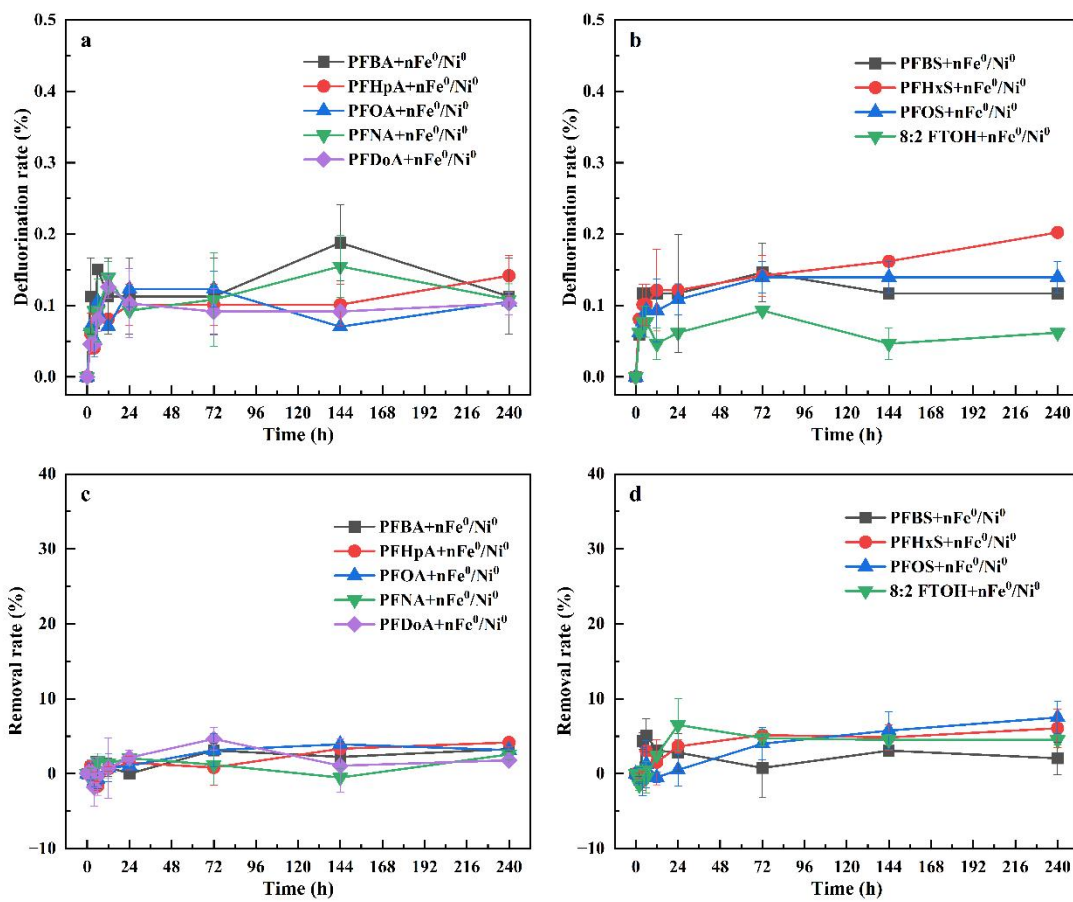 a
PFBA+nFe⁰/Ni⁰
PFHpA+nFe⁰/Ni⁰
PFOA+nFe⁰/Ni⁰
PFNA+nFe⁰/Ni⁰
PFDoA+nFe⁰/Ni⁰
Defluorination rate (%)
0.5
0.4
0.3
0.2
0.1
0.0
0 24 48 72 96 120 144 168 192 216 240
Time (h)
b
PFBS+nFe⁰/Ni⁰
PFHxS+nFe⁰/Ni⁰
PFOS+nFe⁰/Ni⁰
8:2 FTOH+nFe⁰/Ni⁰
Defluorination rate (%)
0.5
0.4
0.3
0.2
0.1
0.0
0 24 48 72 96 120 144 168 192 216 240
Time (h)
c
PFBA+nFe⁰/Ni⁰
PFHpA+nFe⁰/Ni⁰
PFOA+nFe⁰/Ni⁰
PFNA+nFe⁰/Ni⁰
PFDoA+nFe⁰/Ni⁰
Removal rate (%)
40
30
20
10
0
−10
0 24 48 72 96 120 144 168 192 216 240
Time (h)
d
PFBS+nFe⁰/Ni⁰
PFHxS+nFe⁰/Ni⁰
PFOS+nFe⁰/Ni⁰
8:2 FTOH+nFe⁰/Ni⁰
Removal rate (%)
40
30
20
10
0
−10
0 24 48 72 96 120 144 168 192 216 240
Time (h)